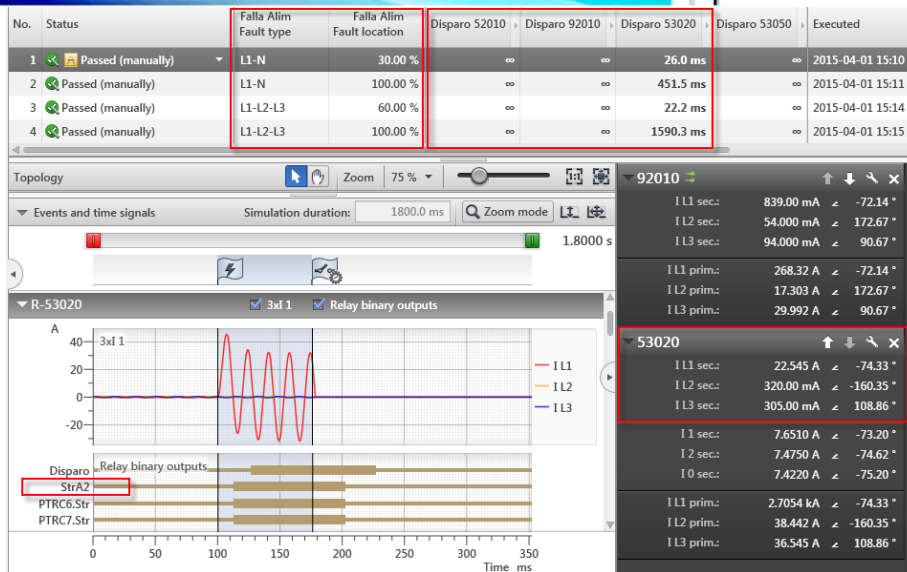 No. Status Falla Alim Fault type Falla Alim Fault location Disparo 52010 Disparo 92010 Disparo 53020 Disparo 53050 Executed
1 Passed (manually) L1-N 30.00 % ∞ ∞ 26.0 ms ∞ 2015-04-01 15:10
2 Passed (manually) L1-N 100.00 % ∞ ∞ 451.5 ms ∞ 2015-04-01 15:11
3 Passed (manually) L1-L2-L3 60.00 % ∞ ∞ 22.2 ms ∞ 2015-04-01 15:14
4 Passed (manually) L1-L2-L3 100.00 % ∞ ∞ 1590.3 ms ∞ 2015-04-01 15:15
Topology Zoom 75 %
Events and time signals Simulation duration: 1800.0 ms Zoom mode
1.8000 s
R-53020 3xI 1 Relay binary outputs
A
3xI 1
40
20
0
-20
I L1
I L2
I L3
Relay binary outputs
Disparo
StrA2
PTRC6.Str
PTRC7.Str
0 50 100 150 200 250 300 350
Time ms
92010
I L1 sec.: 839.00 mA ∠ -72.14 °
I L2 sec.: 54.000 mA ∠ 172.67 °
I L3 sec.: 94.000 mA ∠ 90.67 °
I L1 prim.: 268.32 A ∠ -72.14 °
I L2 prim.: 17.303 A ∠ 172.67 °
I L3 prim.: 29.992 A ∠ 90.67 °
53020
I L1 sec.: 22.545 A ∠ -74.33 °
I L2 sec.: 320.00 mA ∠ -160.35 °
I L3 sec.: 305.00 mA ∠ 108.86 °
I 1 sec.: 7.6510 A ∠ -73.20 °
I 2 sec.: 7.4750 A ∠ -74.62 °
I 0 sec.: 7.4220 A ∠ -75.20 °
I L1 prim.: 2.7054 kA ∠ -74.33 °
I L2 prim.: 38.442 A ∠ -160.35 °
I L3 prim.: 36.545 A ∠ 108.86 °